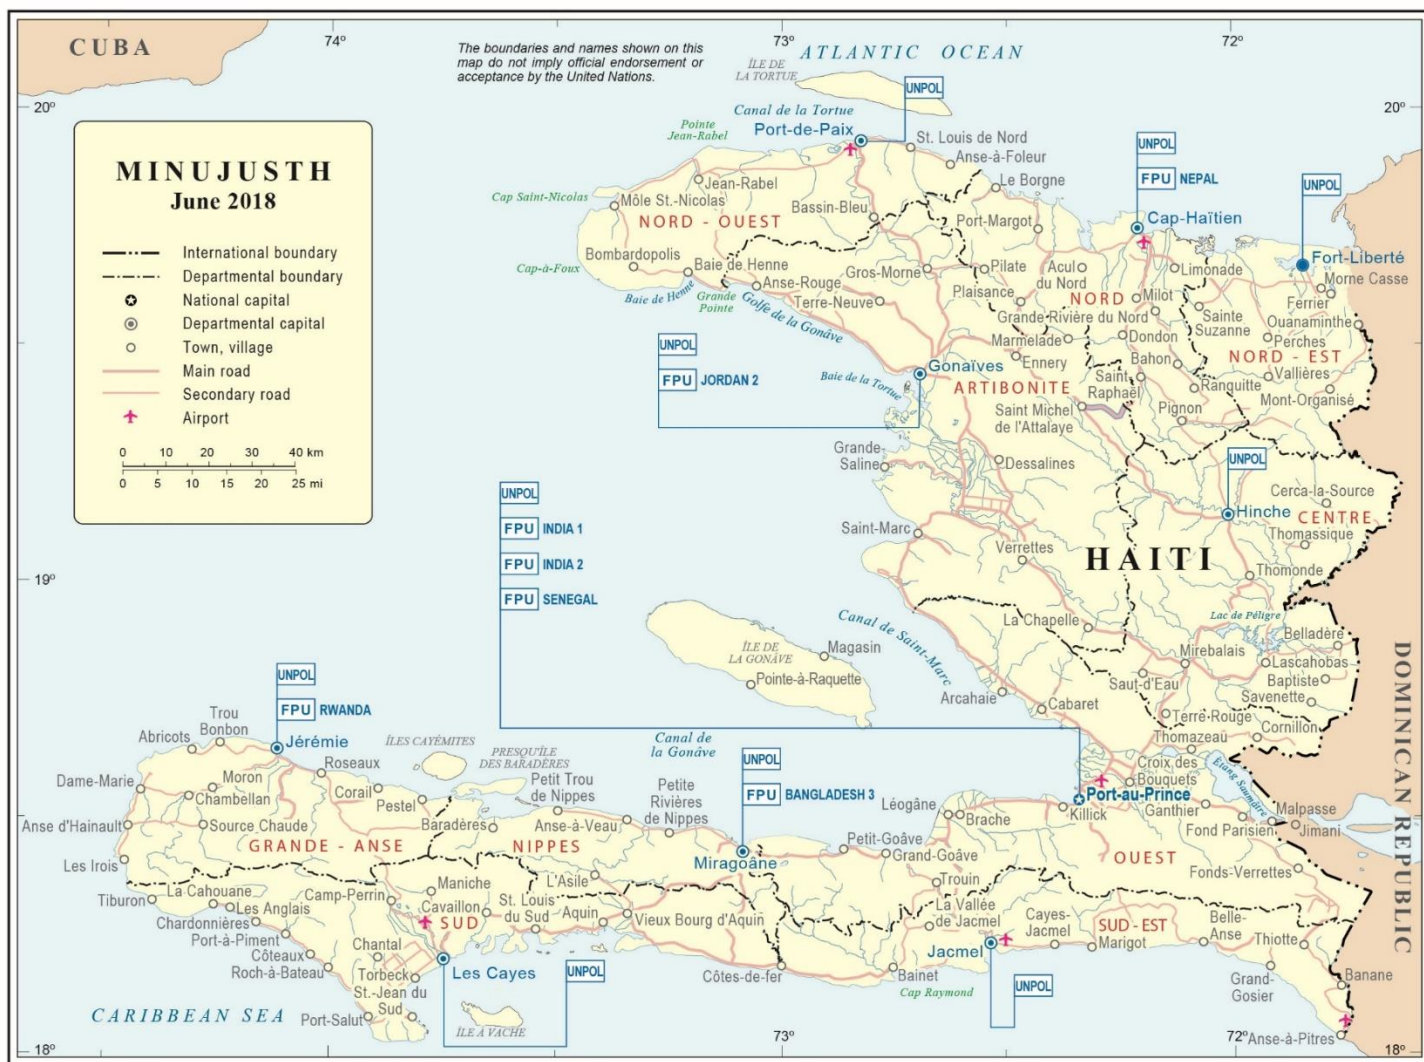 CUBA
74°
73°
72°
The boundaries and names shown on this
map do not imply official endorsement or
acceptance by the United Nations.
ATLANTIC OCEAN
ÎLE DE
LA TORTUE
20°
20°
MINUJUSTH
June 2018
International boundary
Departmental boundary
National capital
Departmental capital
Town, village
Main road
Secondary road
Airport
0 10 20 30 40 km
0 5 10 15 20 25 mi
UNPOL
Canal de la Tortue
Port-de-Paix
Pointe
Jean-Rabel
St. Louis de Nord
Anse-à-Foleur
Le Borgne
UNPOL
FPU NEPAL
Cap-Haïtien
UNPOL
Fort-Liberté
Jean-Rabel
Cap Saint-Nicolas
Môle St.-Nicolas
NORD - OUEST
Bassin-Bleu
Port-Margot
Bombardopolis
Cap-à-Foux
Baie de Henne
Baie de Henne
Grande
Pointe
Anse-Rouge
Gros-Morne
Terre-Neuve
Golfe de la Gonâve
Pilate
Plaisance
Acul
du Nord
NORD
Limonade
Milot
Grande-Rivière du Nord
Morne Casse
Ferrier
Sainte
Suzanne
Ouanaminthe
Perches
NORD - EST
Marmelade
Dondon
Ennery
Bahon
Vallières
Saint
Raphaël
Ranquitte
Mont-Organisé
UNPOL
FPU JORDAN 2
Baie de la Tortue
Gonaïves
ARTIBONITE
Saint Michel
de l'Attalaye
Pignon
Grande-
Saline
Dessalines
UNPOL
Hinche
Cerca-la-Source
CENTRE
Thomassique
UNPOL
FPU INDIA 1
FPU INDIA 2
FPU SENEGAL
Saint-Marc
Verrettes
HAITI
Thomonde
19°
19°
Canal de Saint-Marc
La Chapelle
Lac de Péligre
Belladère
Mirebalais
Lascahobas
Baptiste
Savenette
Saut-d'Eau
ÎLE DE
LA GONÂVE
Magasin
Pointe-à-Raquette
Arcahaie
Cabaret
Terre-Rouge
Cornillon
Thomazeau
DOMINICAN REPUBLIC
UNPOL
FPU RWANDA
Trou
Bonbon
Abricots
Jérémie
Roseaux
ÎLES CAYÉMITES
PRESQU'ÎLE
DES BARADÈRES
Canal de
la Gonâve
Dame-Marie
Moron
Chambellan
Corail
Pestel
Petit Trou
de Nippes
Petite
Rivières
de Nippes
UNPOL
FPU BANGLADESH 3
Croix des
Bouquets
Port-au-Prince
Étang Saumâtre
Anse d'Hainault
Source Chaude
Baradères
Anse-à-Veau
Léogâne
Brache
Killick
Ganthier
Malpasse
Fond Parisien
Jimani
Les Irois
GRANDE - ANSE
NIPPES
Miragoâne
Petit-Goâve
Grand-Goâve
OUEST
Fonds-Verrettes
Tiburon
La Cahouane
Les Anglais
Camp-Perrin
Maniche
Cavaillon
L'Asile
St. Louis
du Sud
Aquin
Vieux Bourg d'Aquin
Trouin
La Vallée
de Jacmel
Cayes-
Jacmel
SUD - EST
Belle-
Anse
Chardonnières
Port-à-Piment
Côteaux
Roch-à-Bateau
SUD
Chantal
Torbeck
Les Cayes
UNPOL
Côtes-de-fer
Bainet
Jacmel
Marigot
Thiotte
Cap Raymond
UNPOL
Grand-
Gosier
Banane
St.-Jean du
Sud
Port-Salut
ÎLE À VACHE
CARIBBEAN SEA
Anse-à-Pitres
73°
72°
18°
18°